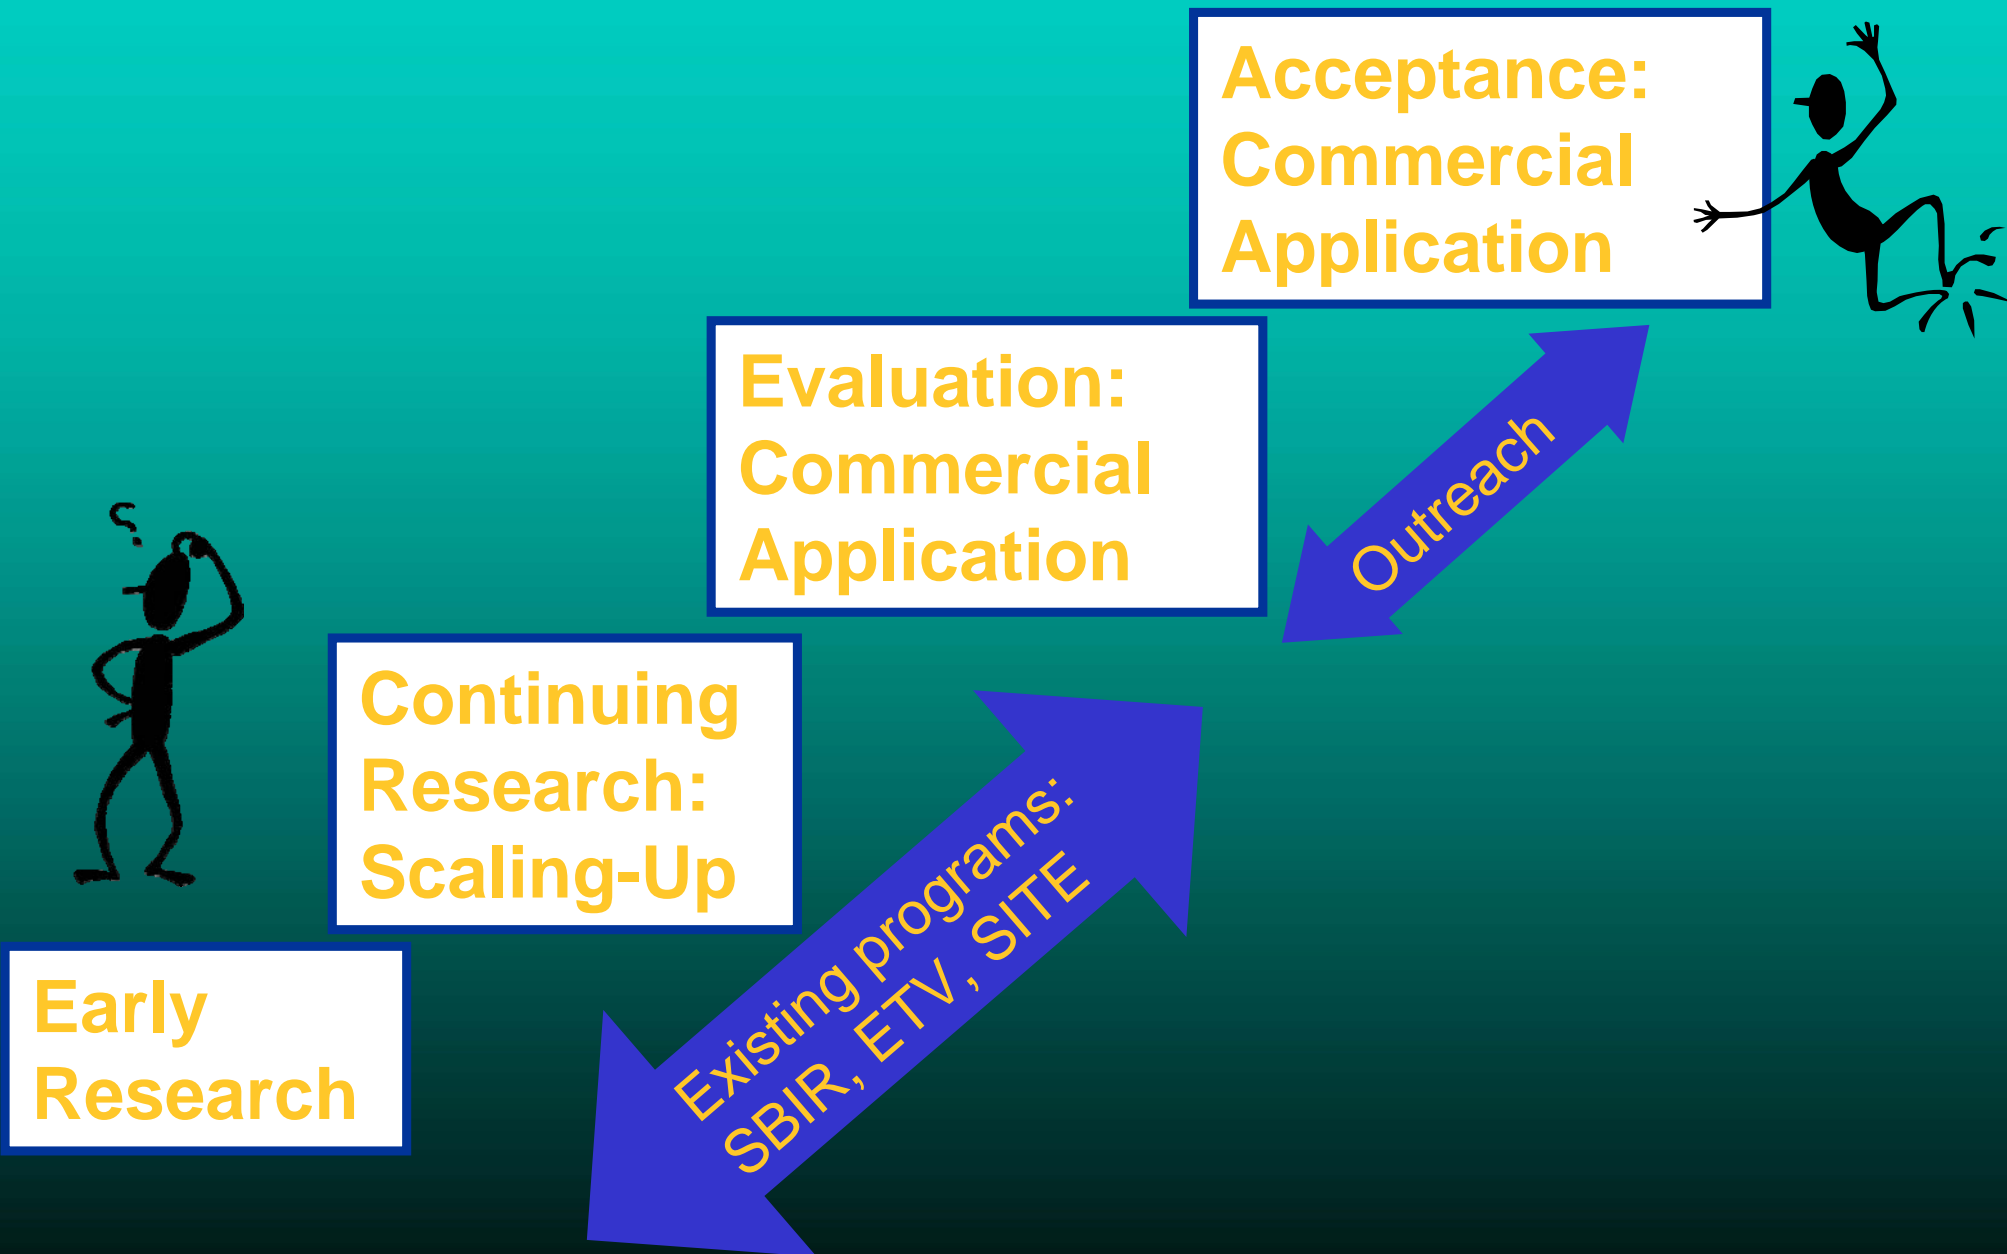 Acceptance:
Commercial
Application
Evaluation:
Commercial
Application
Outreach
Continuing
Research:
Scaling-Up
Existing programs:
SBIR, ETV, SITE
Early
Research
?